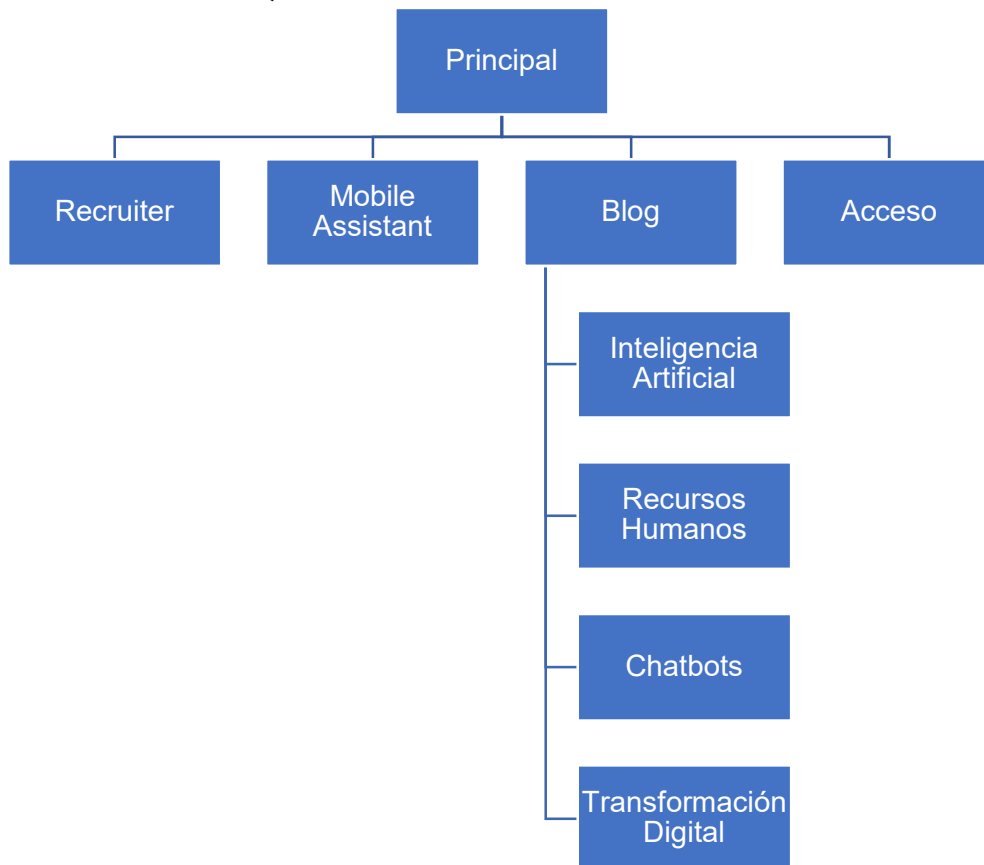 Principal
Recruiter
Mobile
Assistant
Blog
Acceso
Inteligencia
Artificial
Recursos
Humanos
Chatbots
Transformación
Digital